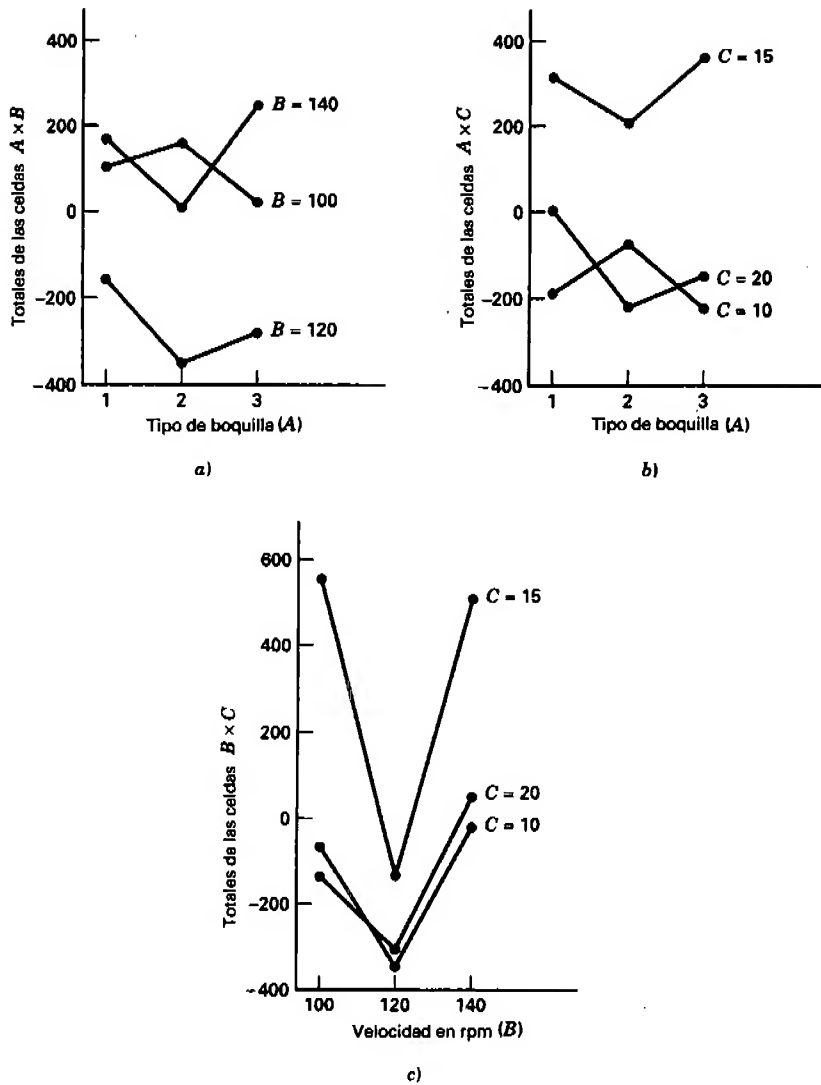 400
200
0
−200
−400
Totales de las celdas A × B
B = 140
B = 100
B = 120
1 2 3
Tipo de boquilla (A)
a)
400
200
0
−200
−400
Totales de las celdas A × C
C = 15
C = 20
C = 10
1 2 3
Tipo de boquilla (A)
b)
600
400
200
0
−200
−400
Totales de las celdas B × C
C = 15
C = 20
C = 10
100 120 140
Velocidad en rpm (B)
c)